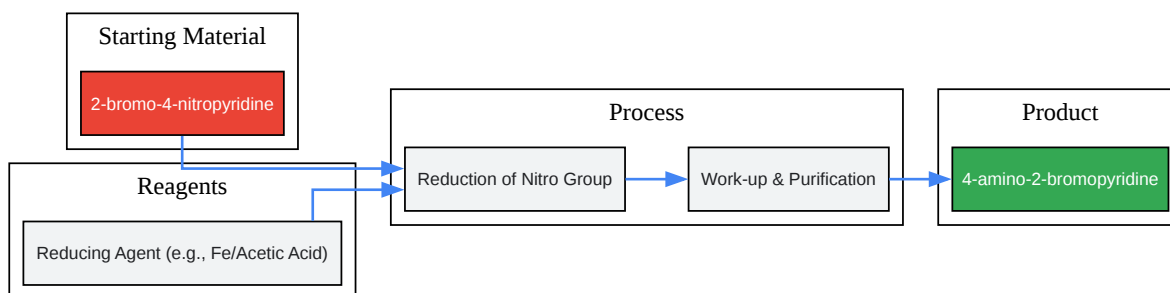 Starting Material
2-bromo-4-nitropyridine
Reagents
Reducing Agent (e.g., Fe/Acetic Acid)
Process
Reduction of Nitro Group
Work-up & Purification
Product
4-amino-2-bromopyridine